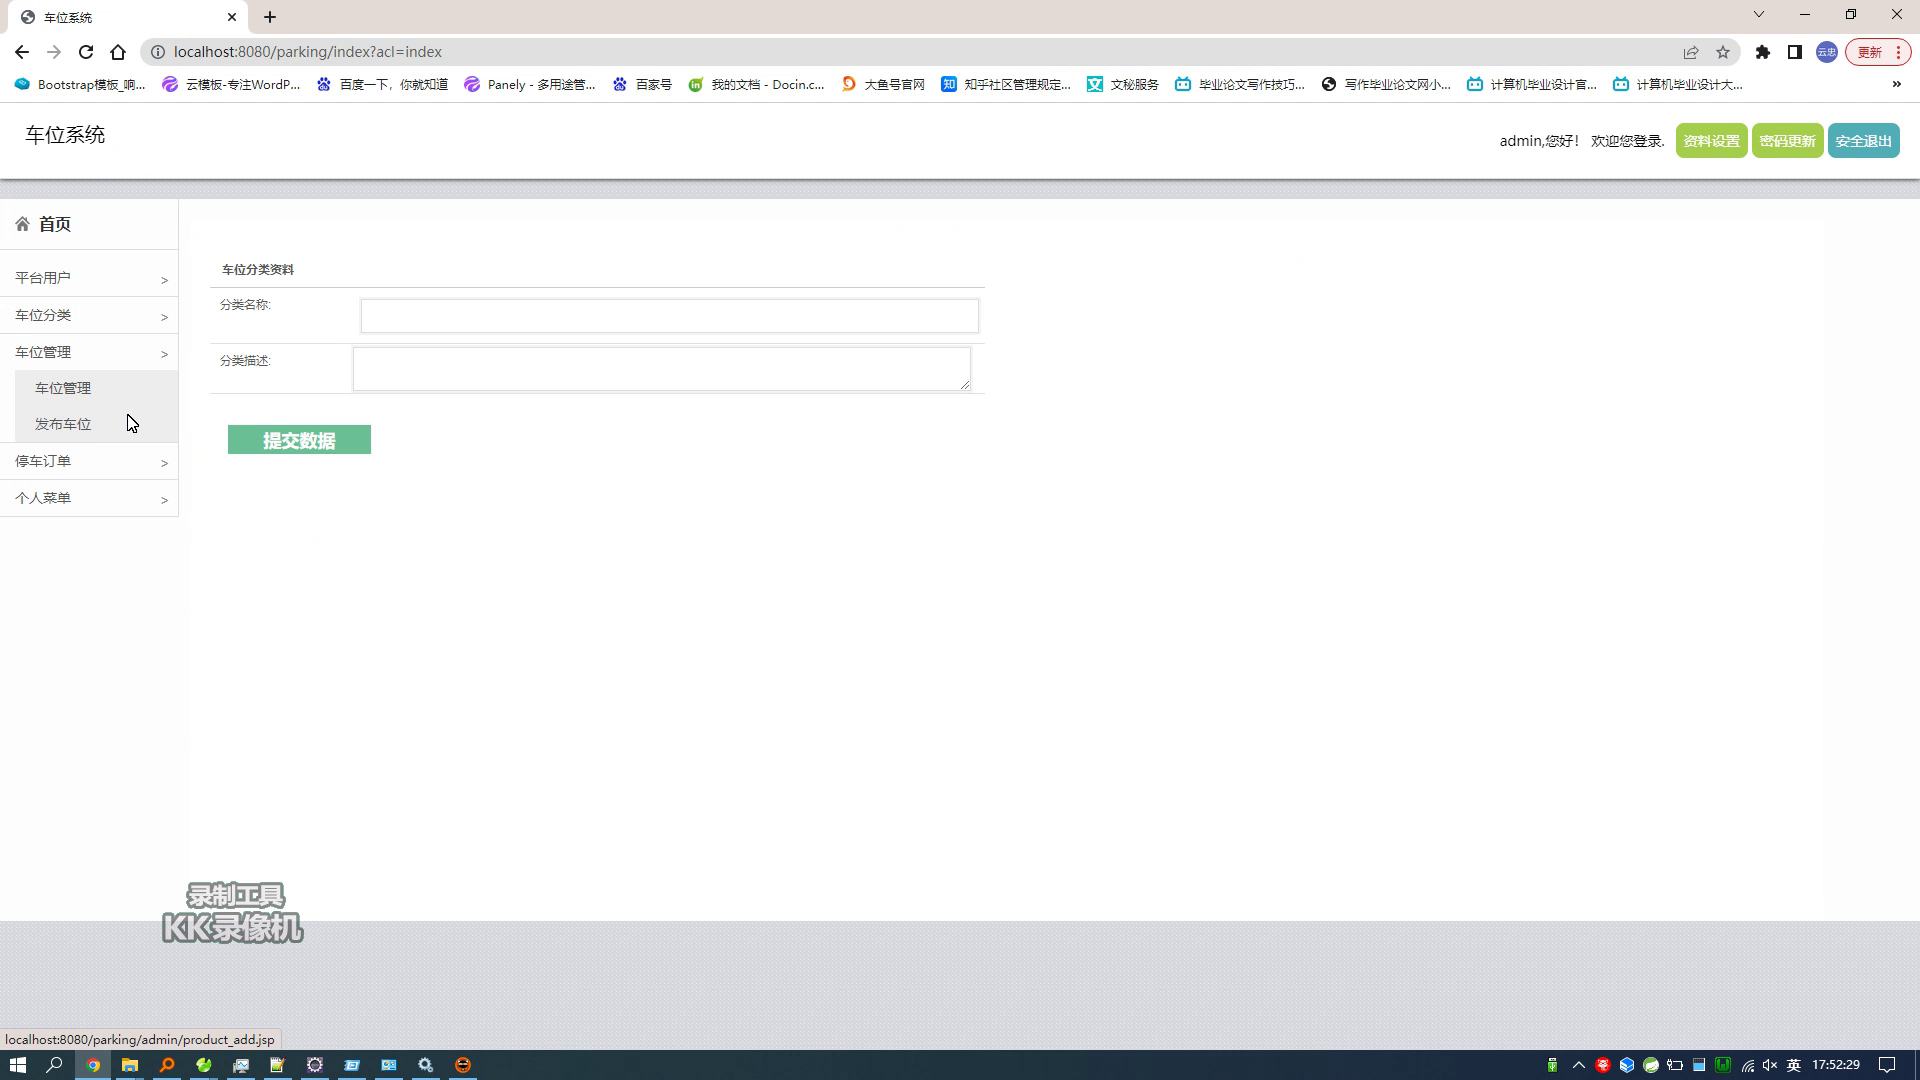 车位系统
localhost:8080/parking/index?acl=index
更新
Bootstrap模板_响...
云模板-专注WordP...
百度一下，你就知道
Panely - 多用途管...
百家号
我的文档 - Docin.c...
大鱼号官网
知乎社区管理规定...
文秘服务
毕业论文写作技巧...
写作毕业论文网小...
计算机毕业设计官...
计算机毕业设计大...
»
车位系统
admin,您好! 欢迎您登录.
资料设置
密码更新
安全退出
首页
平台用户 >
车位分类 >
车位管理 >
车位管理
发布车位
停车订单 >
个人菜单 >
车位分类资料
分类名称:
分类描述:
提交数据
录制工具
KK录像机
localhost:8080/parking/admin/product_add.jsp
英
17:52:29